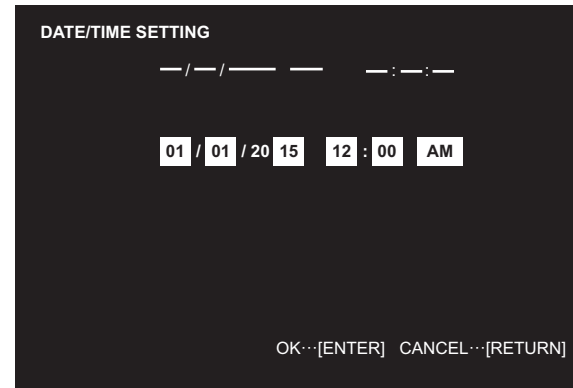 DATE/TIME SETTING
—/—/—— —— —:—:—
01 / 01 / 20 15 12 : 00 AM
OK···[ENTER] CANCEL···[RETURN]